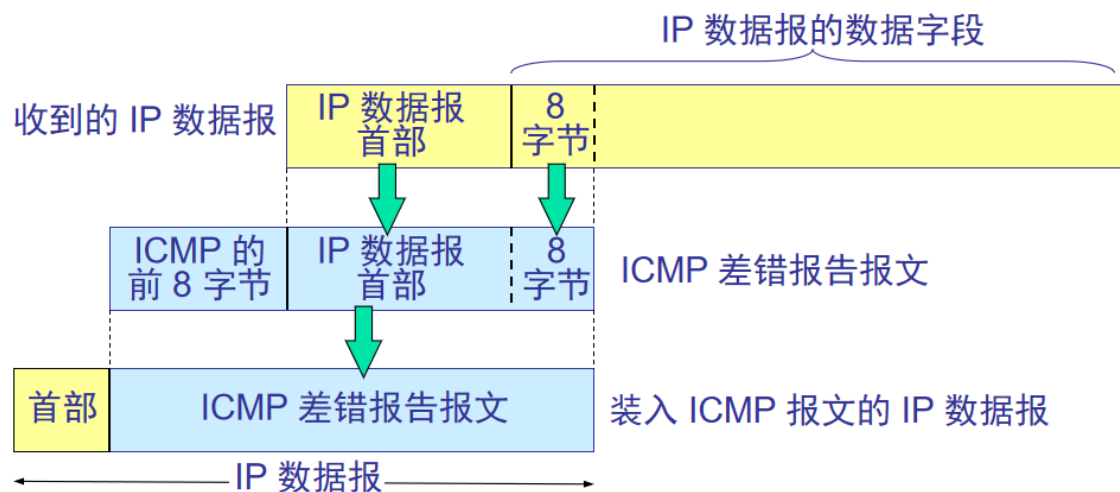 IP 数据报的数据字段
收到的 IP 数据报
IP 数据报
首部
8
字节
ICMP 的
前 8 字节
IP 数据报
首部
8
字节
ICMP 差错报告报文
首部
ICMP 差错报告报文
装入 ICMP 报文的 IP 数据报
IP 数据报